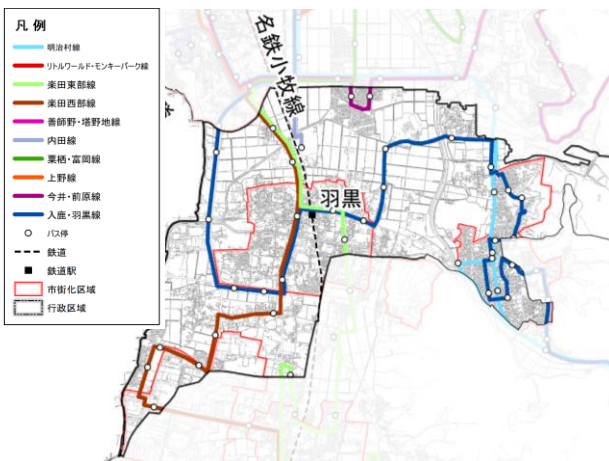 凡 例
明治村線
リトルワールド・モンキーパーク線
楽田東部線
楽田西部線
善師野・塔野地線
内田線
栗栖・富岡線
上野線
今井・前原線
入鹿・羽黒線
バス停
鉄道
鉄道駅
市街化区域
行政区域
名鉄小牧線
羽黒